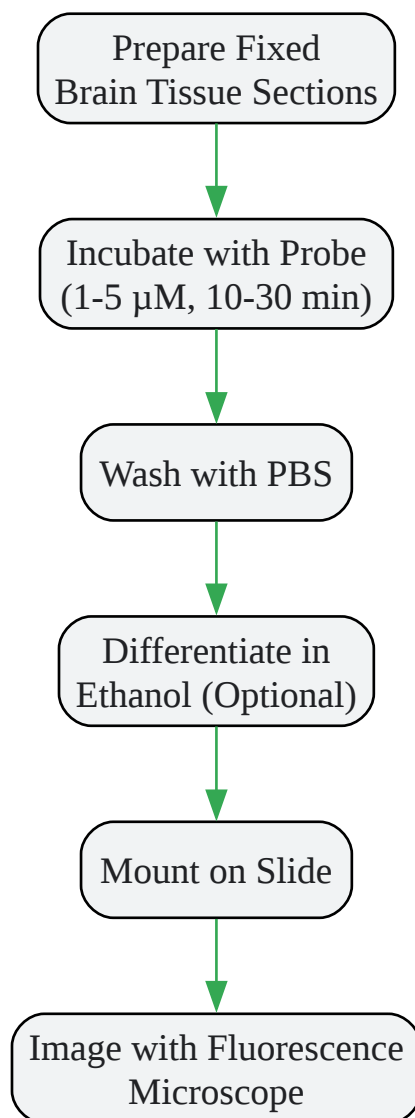 Prepare Fixed
Brain Tissue Sections
Incubate with Probe
(1-5 µM, 10-30 min)
Wash with PBS
Differentiate in
Ethanol (Optional)
Mount on Slide
Image with Fluorescence
Microscope